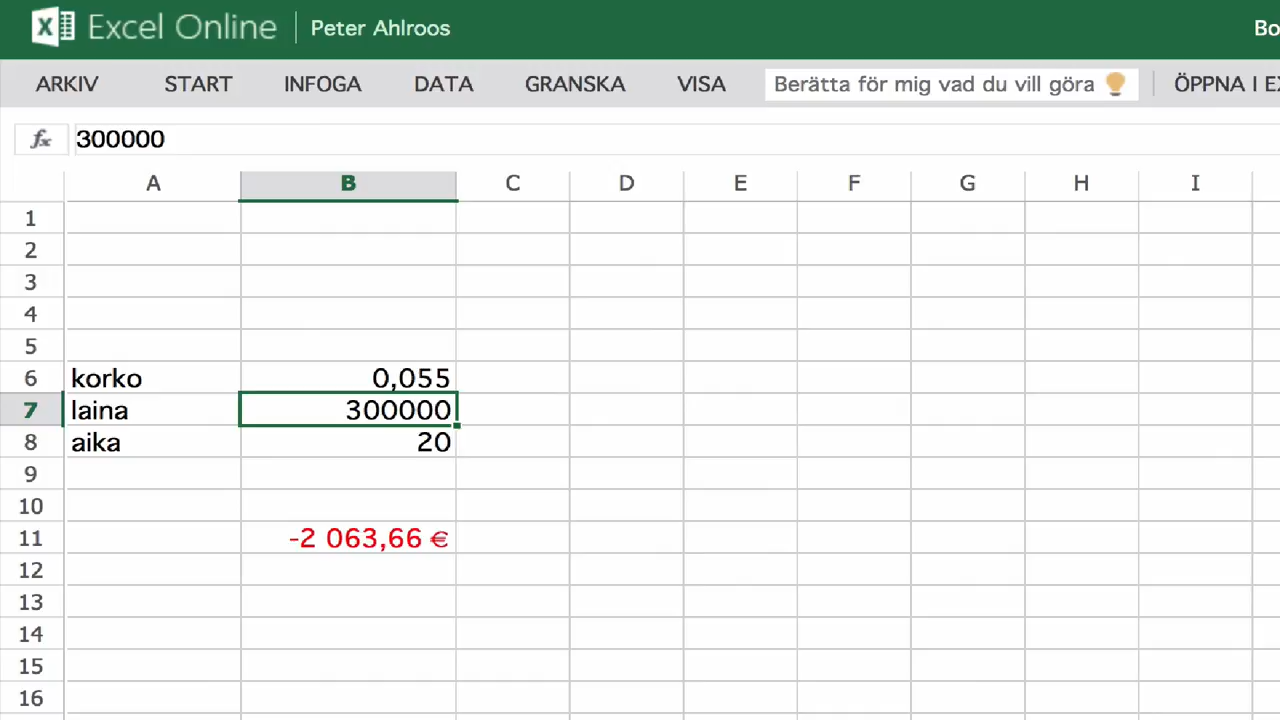 Excel Online Peter Ahlroos Bo
ARKIV START INFOGA DATA GRANSKA VISA Berätta för mig vad du vill göra ÖPPNA I E
fx 300000
A B C D E F G H I
1
2
3
4
5
6 korko 0,055
7 laina 300000
8 aika 20
9
10
11 -2 063,66 €
12
13
14
15
16